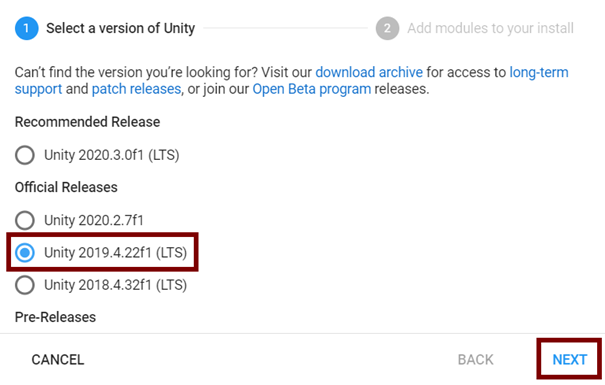 1 Select a version of Unity 2 Add modules to your install
Can't find the version you're looking for? Visit our download archive for access to long-term
support and patch releases, or join our Open Beta program releases.
Recommended Release
Unity 2020.3.0f1 (LTS)
Official Releases
Unity 2020.2.7f1
Unity 2019.4.22f1 (LTS)
Unity 2018.4.32f1 (LTS)
Pre-Releases
CANCEL BACK NEXT